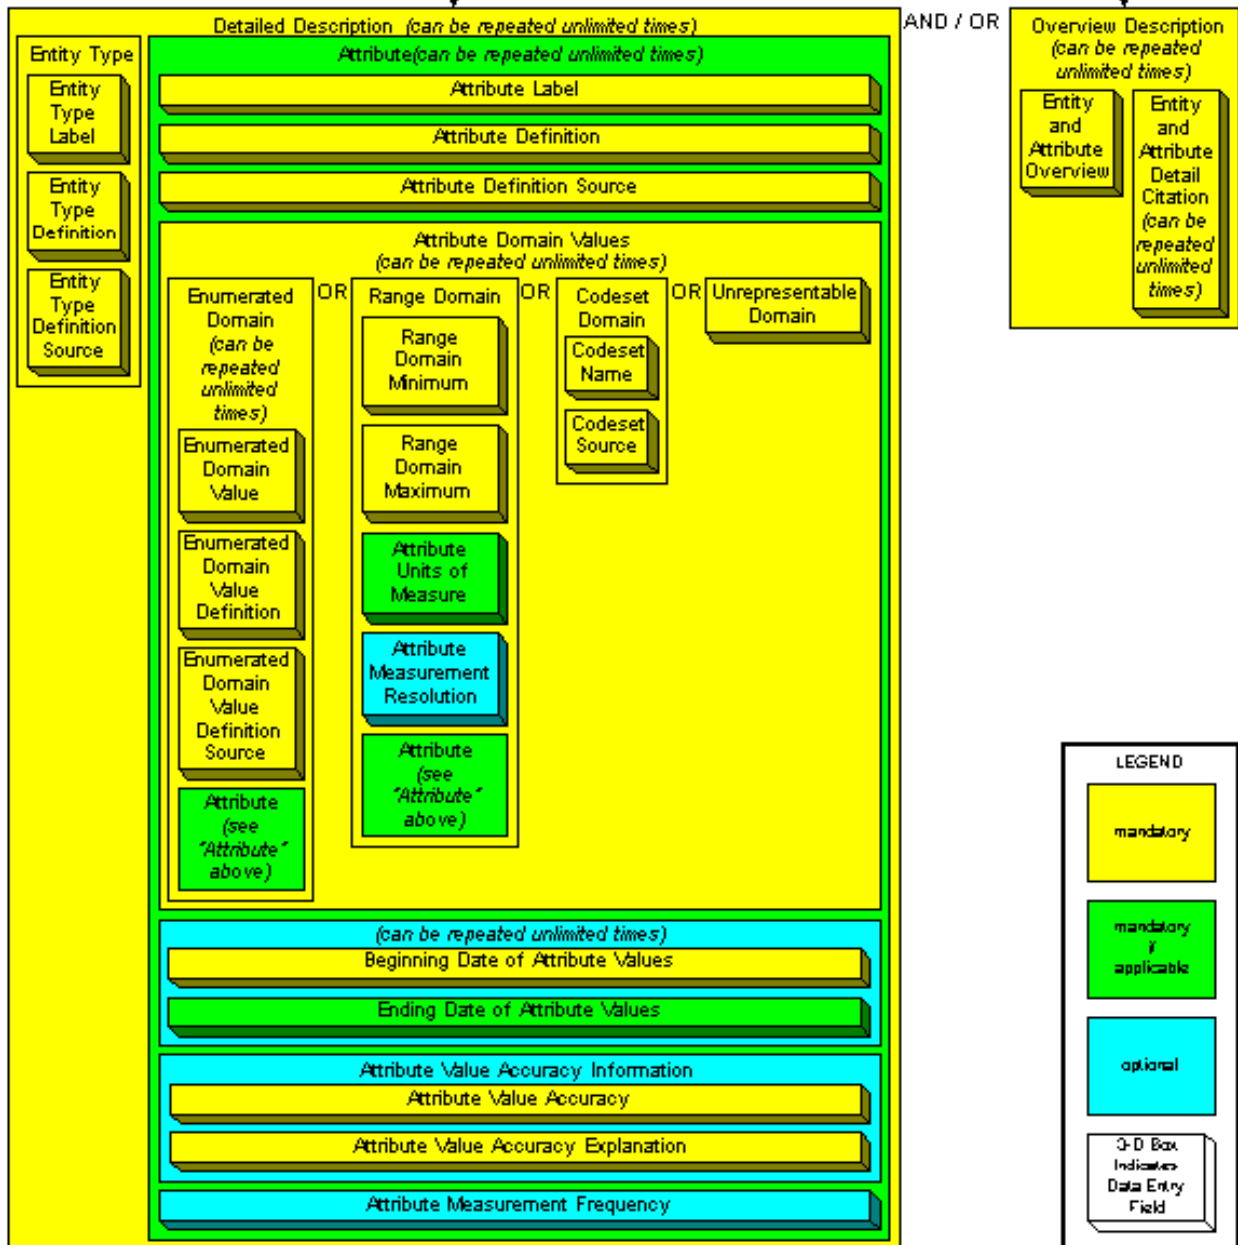 Detailed Description (can be repeated unlimited times)
AND / OR
Overview Description
(can be repeated
unlimited times)
Entity Type
Entity
Type
Label
Entity
Type
Definition
Entity
Type
Definition
Source
Attribute(can be repeated unlimited times)
Attribute Label
Attribute Definition
Attribute Definition Source
Attribute Domain Values
(can be repeated unlimited times)
Enumerated
Domain
(can be
repeated
unlimited
times)
Enumerated
Domain
Value
Enumerated
Domain
Value
Definition
Enumerated
Domain
Value
Definition
Source
Attribute
(see
"Attribute"
above)
OR
Range Domain
Range
Domain
Minimum
Range
Domain
Maximum
Attribute
Units of
Measure
Attribute
Measurement
Resolution
Attribute
(see
"Attribute"
above)
OR
Codeset
Domain
Codeset
Name
Codeset
Source
OR
Unrepresentable
Domain
(can be repeated unlimited times)
Beginning Date of Attribute Values
Ending Date of Attribute Values
Attribute Value Accuracy Information
Attribute Value Accuracy
Attribute Value Accuracy Explanation
Attribute Measurement Frequency
Entity
and
Attribute
Overview
Entity
and
Attribute
Detail
Citation
(can be
repeated
unlimited
times)
LEGEND
mandatory
mandatory
applicable
optional
3-D Box
Indicates
Data Entry
Field